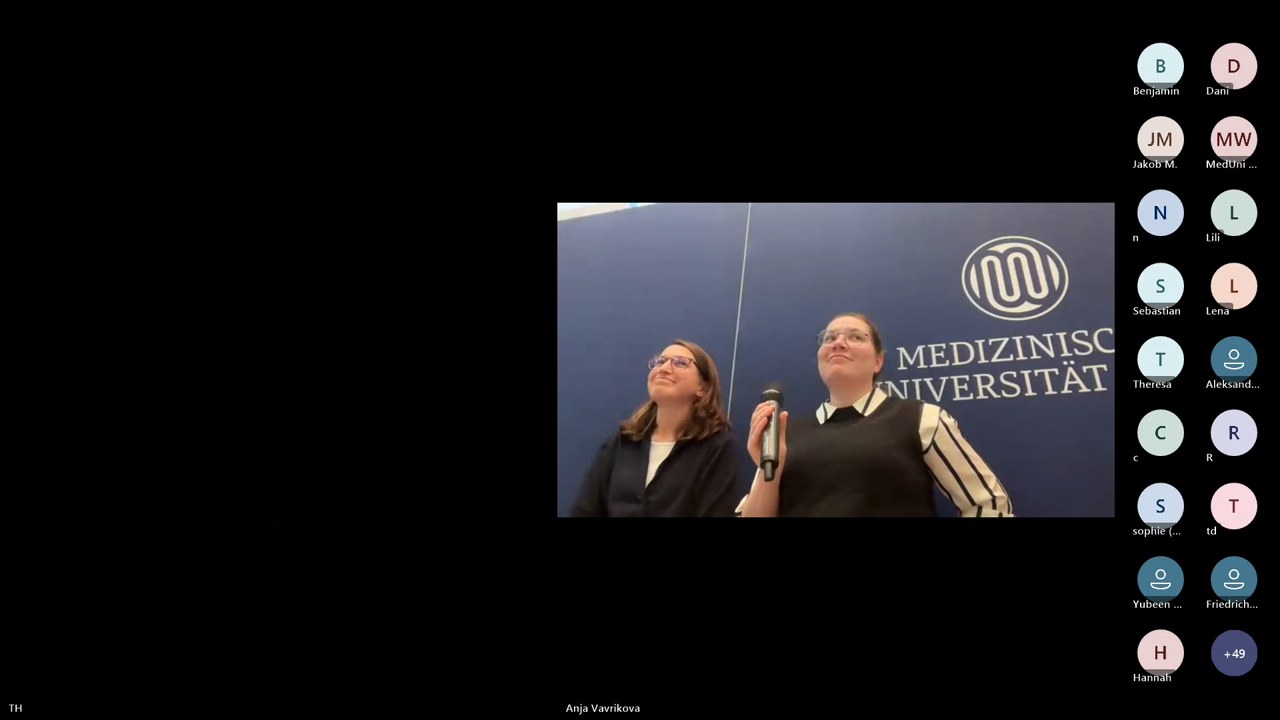 B
D
Benjamin
Dani
JM
MW
Jakob M.
MedUni ...
N
L
n
Lili
S
L
Sebastian
Lena
T
Theresa
Aleksand...
C
R
c
R
S
T
sophie (...
td
Yubeen ...
Friedrich...
H
+49
Hannah
MEDIZINISC
NIVERSITÄT
TH
Anja Vavrikova